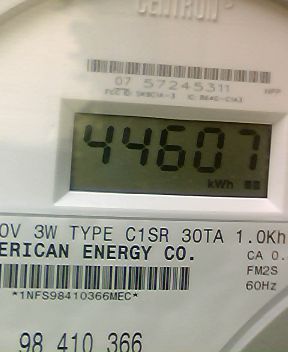 CENTRON®
07 57245311
44607
kWh
0V 3W TYPE C1SR 30TA 1.0Kh
ERICAN ENERGY CO.
CA 0.
FM2S
60Hz
*1NFS98410366MEC*
98 410 366